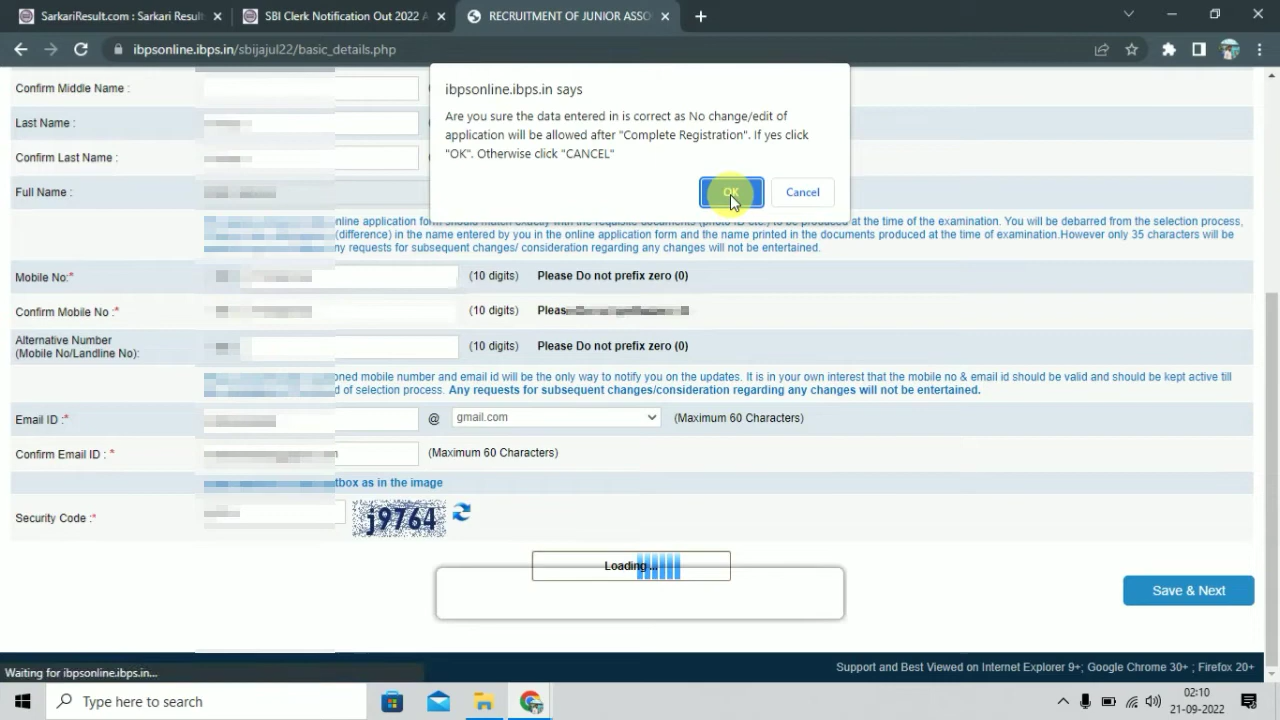 SarkariResult.com : Sarkari Result
SBI Clerk Notification Out 2022 A
RECRUITMENT OF JUNIOR ASSO
ibpsonline.ibps.in/sbijajul22/basic_details.php
ibpsonline.ibps.in says
Are you sure the data entered in is correct as No change/edit of
application will be allowed after "Complete Registration". If yes click
"OK". Otherwise click "CANCEL"
OK
Cancel
Confirm Middle Name :
Last Name :
Confirm Last Name :
Full Name :
nline application form should match exactly with the requisite documents (photo ID etc.) to be produced at the time of the examination. You will be debarred from the selection process,
(difference) in the name entered by you in the online application form and the name printed in the documents produced at the time of examination.However only 35 characters will be
ny requests for subsequent changes/ consideration regarding any changes will not be entertained.
Mobile No:*
(10 digits) Please Do not prefix zero (0)
Confirm Mobile No :*
(10 digits) Pleas
Alternative Number
(Mobile No/Landline No):
(10 digits) Please Do not prefix zero (0)
ioned mobile number and email id will be the only way to notify you on the updates. It is in your own interest that the mobile no & email id should be valid and should be kept active till
d of selection process. Any requests for subsequent changes/consideration regarding any changes will not be entertained.
Email ID :*
@ gmail.com (Maximum 60 Characters)
Confirm Email ID : *
(Maximum 60 Characters)
tbox as in the image
Security Code :*
j9764
Loading ...
Save & Next
Support and Best Viewed on Internet Explorer 9+; Google Chrome 30+ ; Firefox 20+
Waiting for ibpsonline.ibps.in...
Type here to search
02:10
21-09-2022